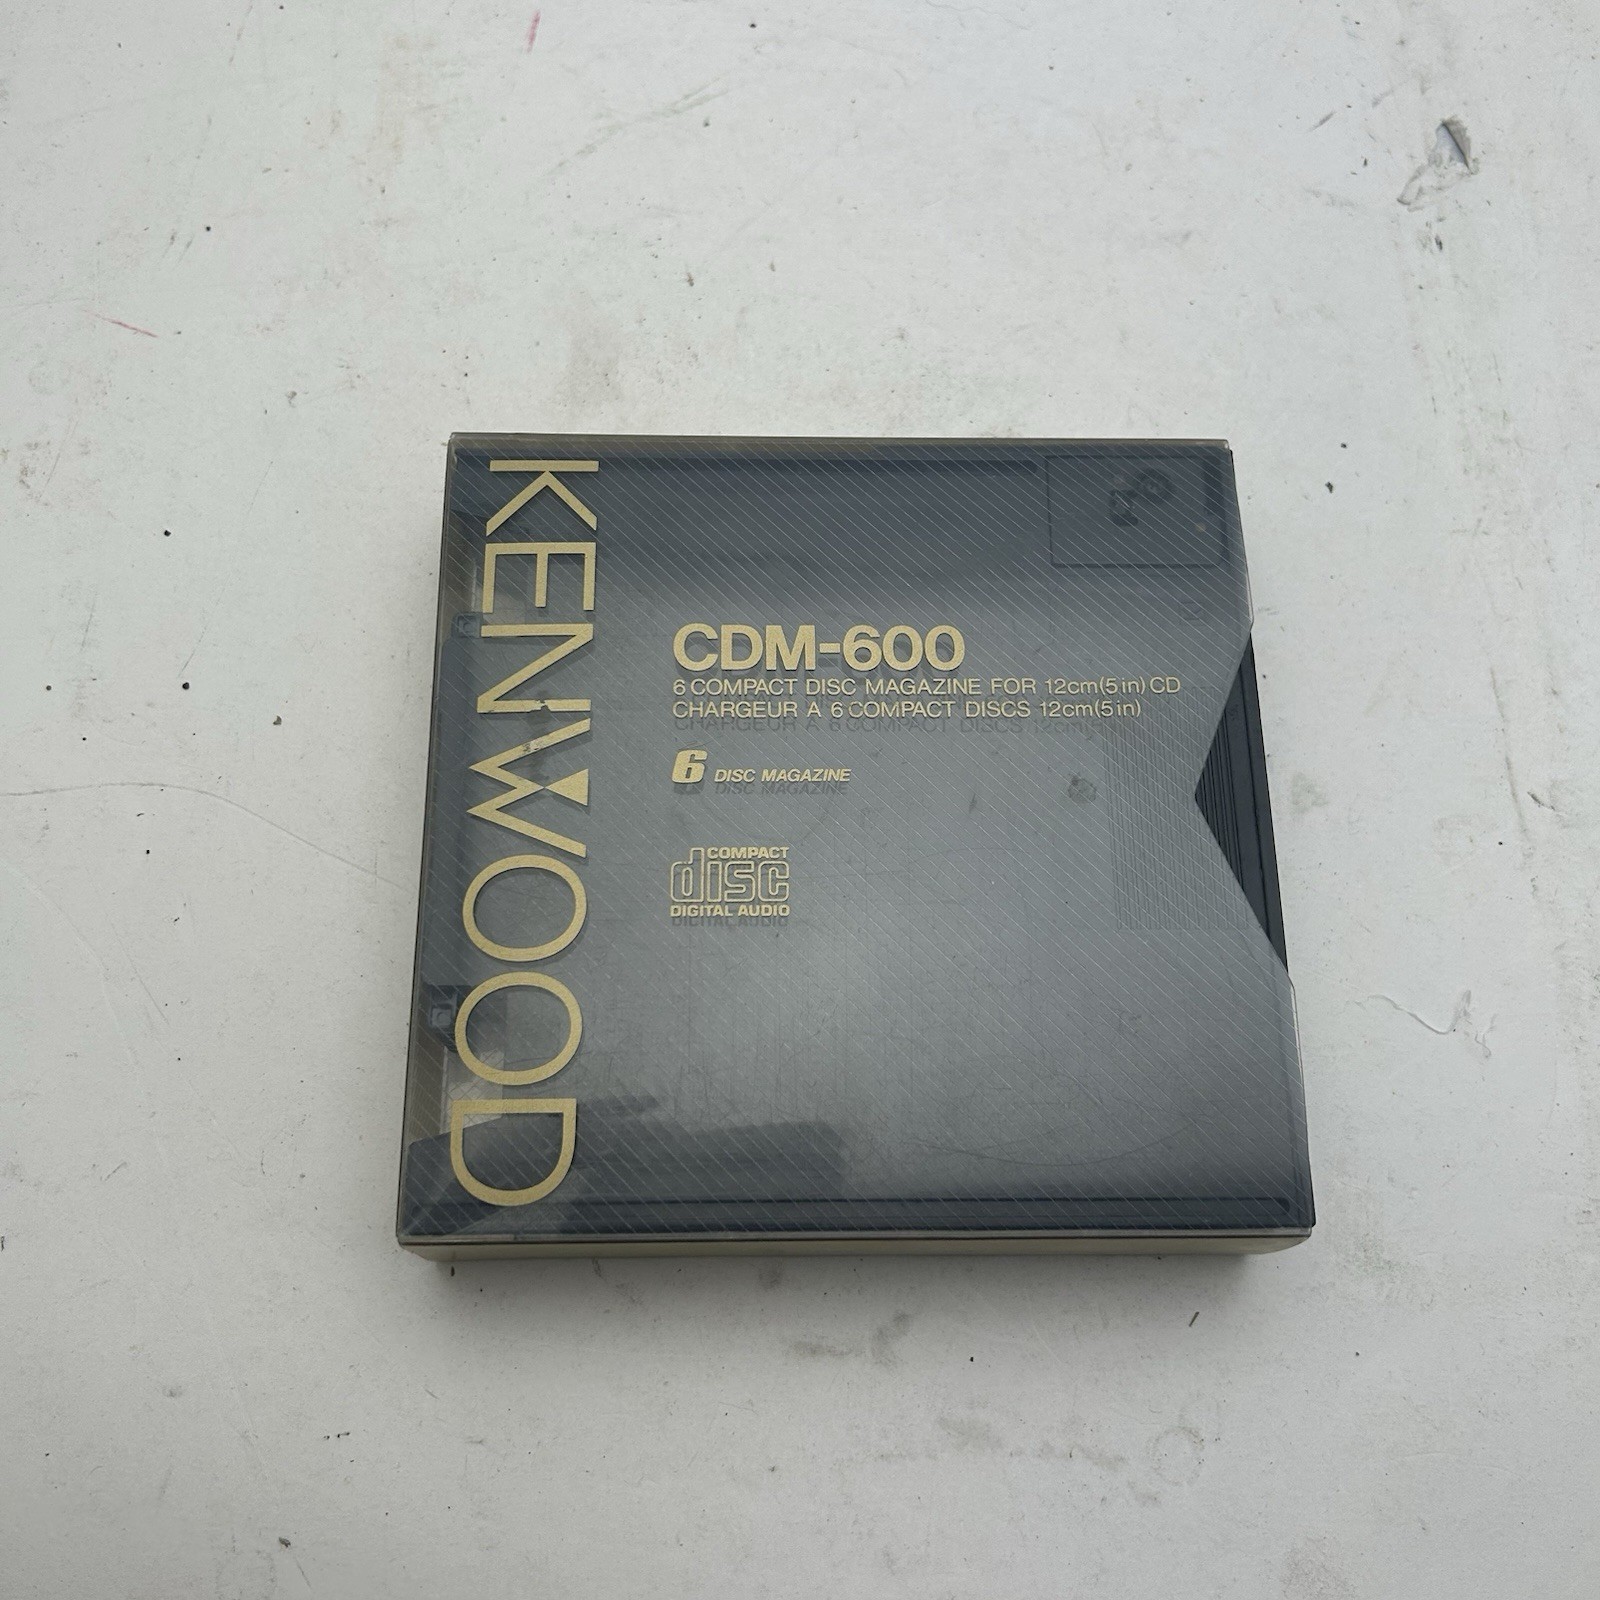 KENWOOD
CDM-600
6 COMPACT DISC MAGAZINE FOR 12cm(5in) CD
CHARGEUR A 6 COMPACT DISCS 12cm(5in)
6 DISC MAGAZINE
COMPACT
disc
DIGITAL AUDIO